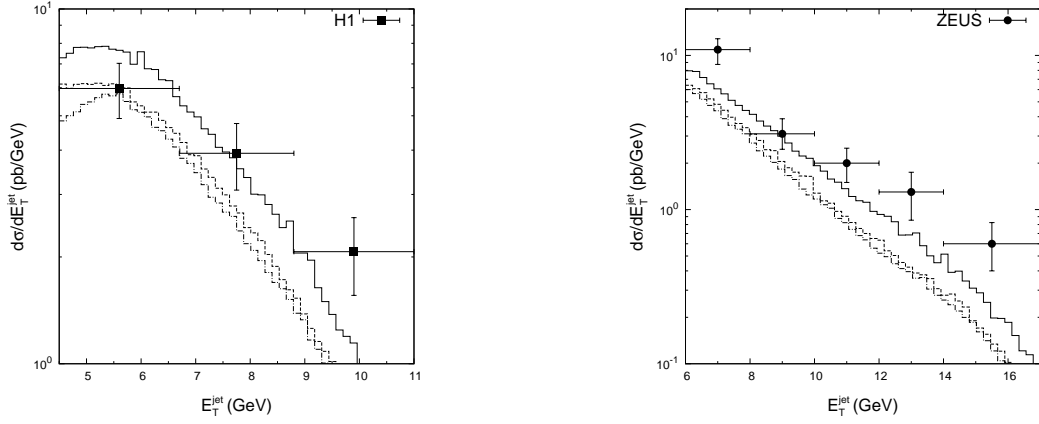 10^1
H1
dσ/dE_T^jet (pb/GeV)
10^0
5 6 7 8 9 10 11
E_T^jet (GeV)
ZEUS
10^1
dσ/dE_T^jet (pb/GeV)
10^0
10^-1
6 8 10 12 14 16
E_T^jet (GeV)